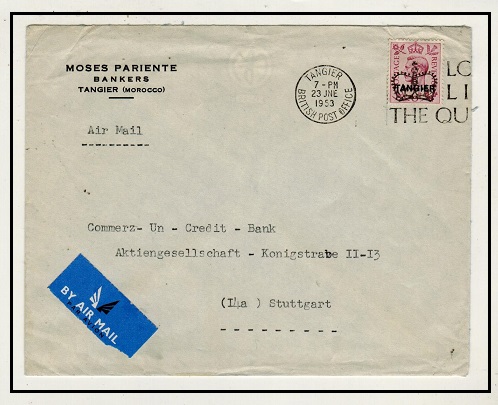 MOSES PARIENTE
BANKERS
TANGIER (MOROCCO)
TANGIER
7 - PM
23 JNE
1953
BRITISH POST OFFICE
TANGIER
LO
LI
THE QU
Air Mail
Commerz- Un - Credit - Bank
Aktiengesellschaft - Konigstrabe II-I3
(I4a ) Stuttgart
BY AIR MAIL